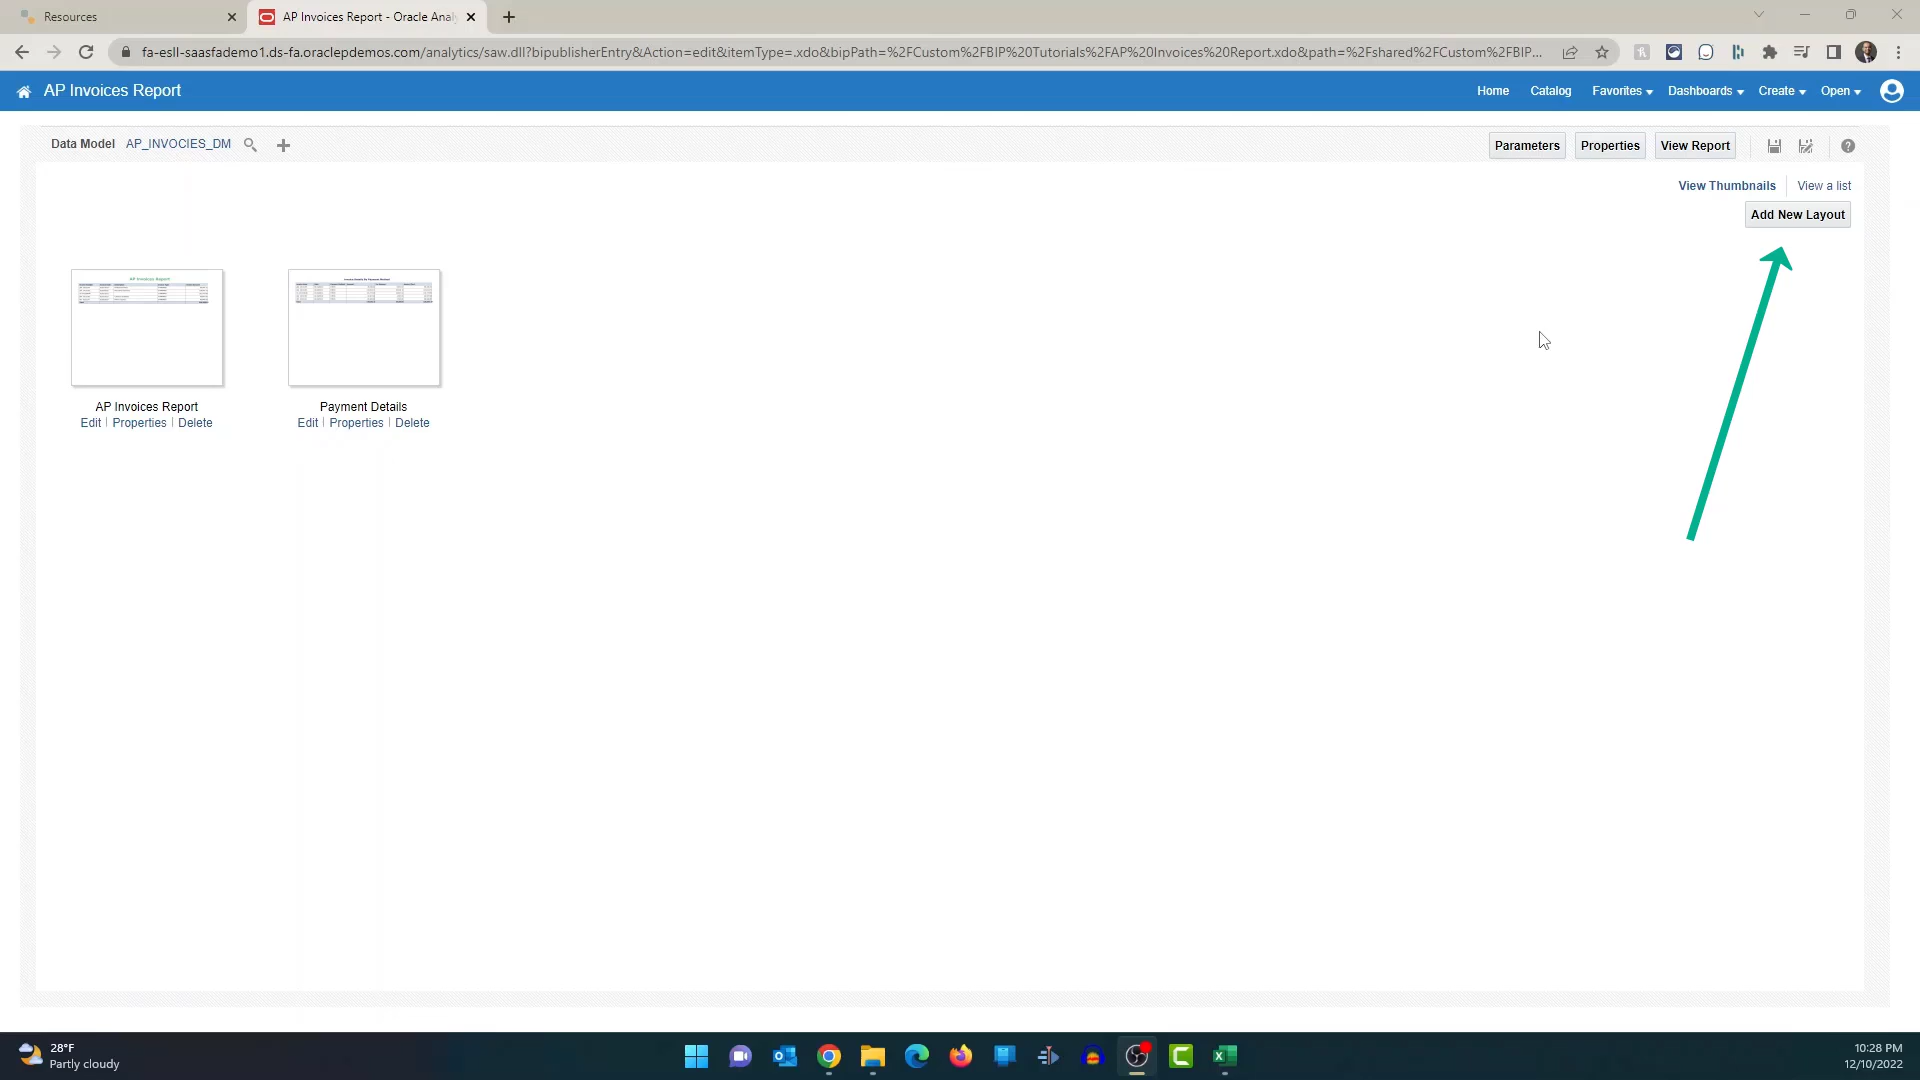 Resources
AP Invoices Report - Oracle Anal
fa-esll-saasfademo1.ds-fa.oraclepdemos.com/analytics/saw.dll?bipublisherEntry&Action=edit&itemType=.xdo&bipPath=%2FCustom%2FBIP%20Tutorials%2FAP%20Invoices%20Report.xdo&path=%2Fshared%2FCustom%2FBIP...
AP Invoices Report
Home Catalog Favorites Dashboards Create Open
Data Model AP_INVOCIES_DM
Parameters Properties View Report
View Thumbnails View a list
Add New Layout
AP Invoices Report
AP Invoices Report
Edit Properties Delete
Payment Details
Edit Properties Delete
28°F
Partly cloudy
10:28 PM
12/10/2022